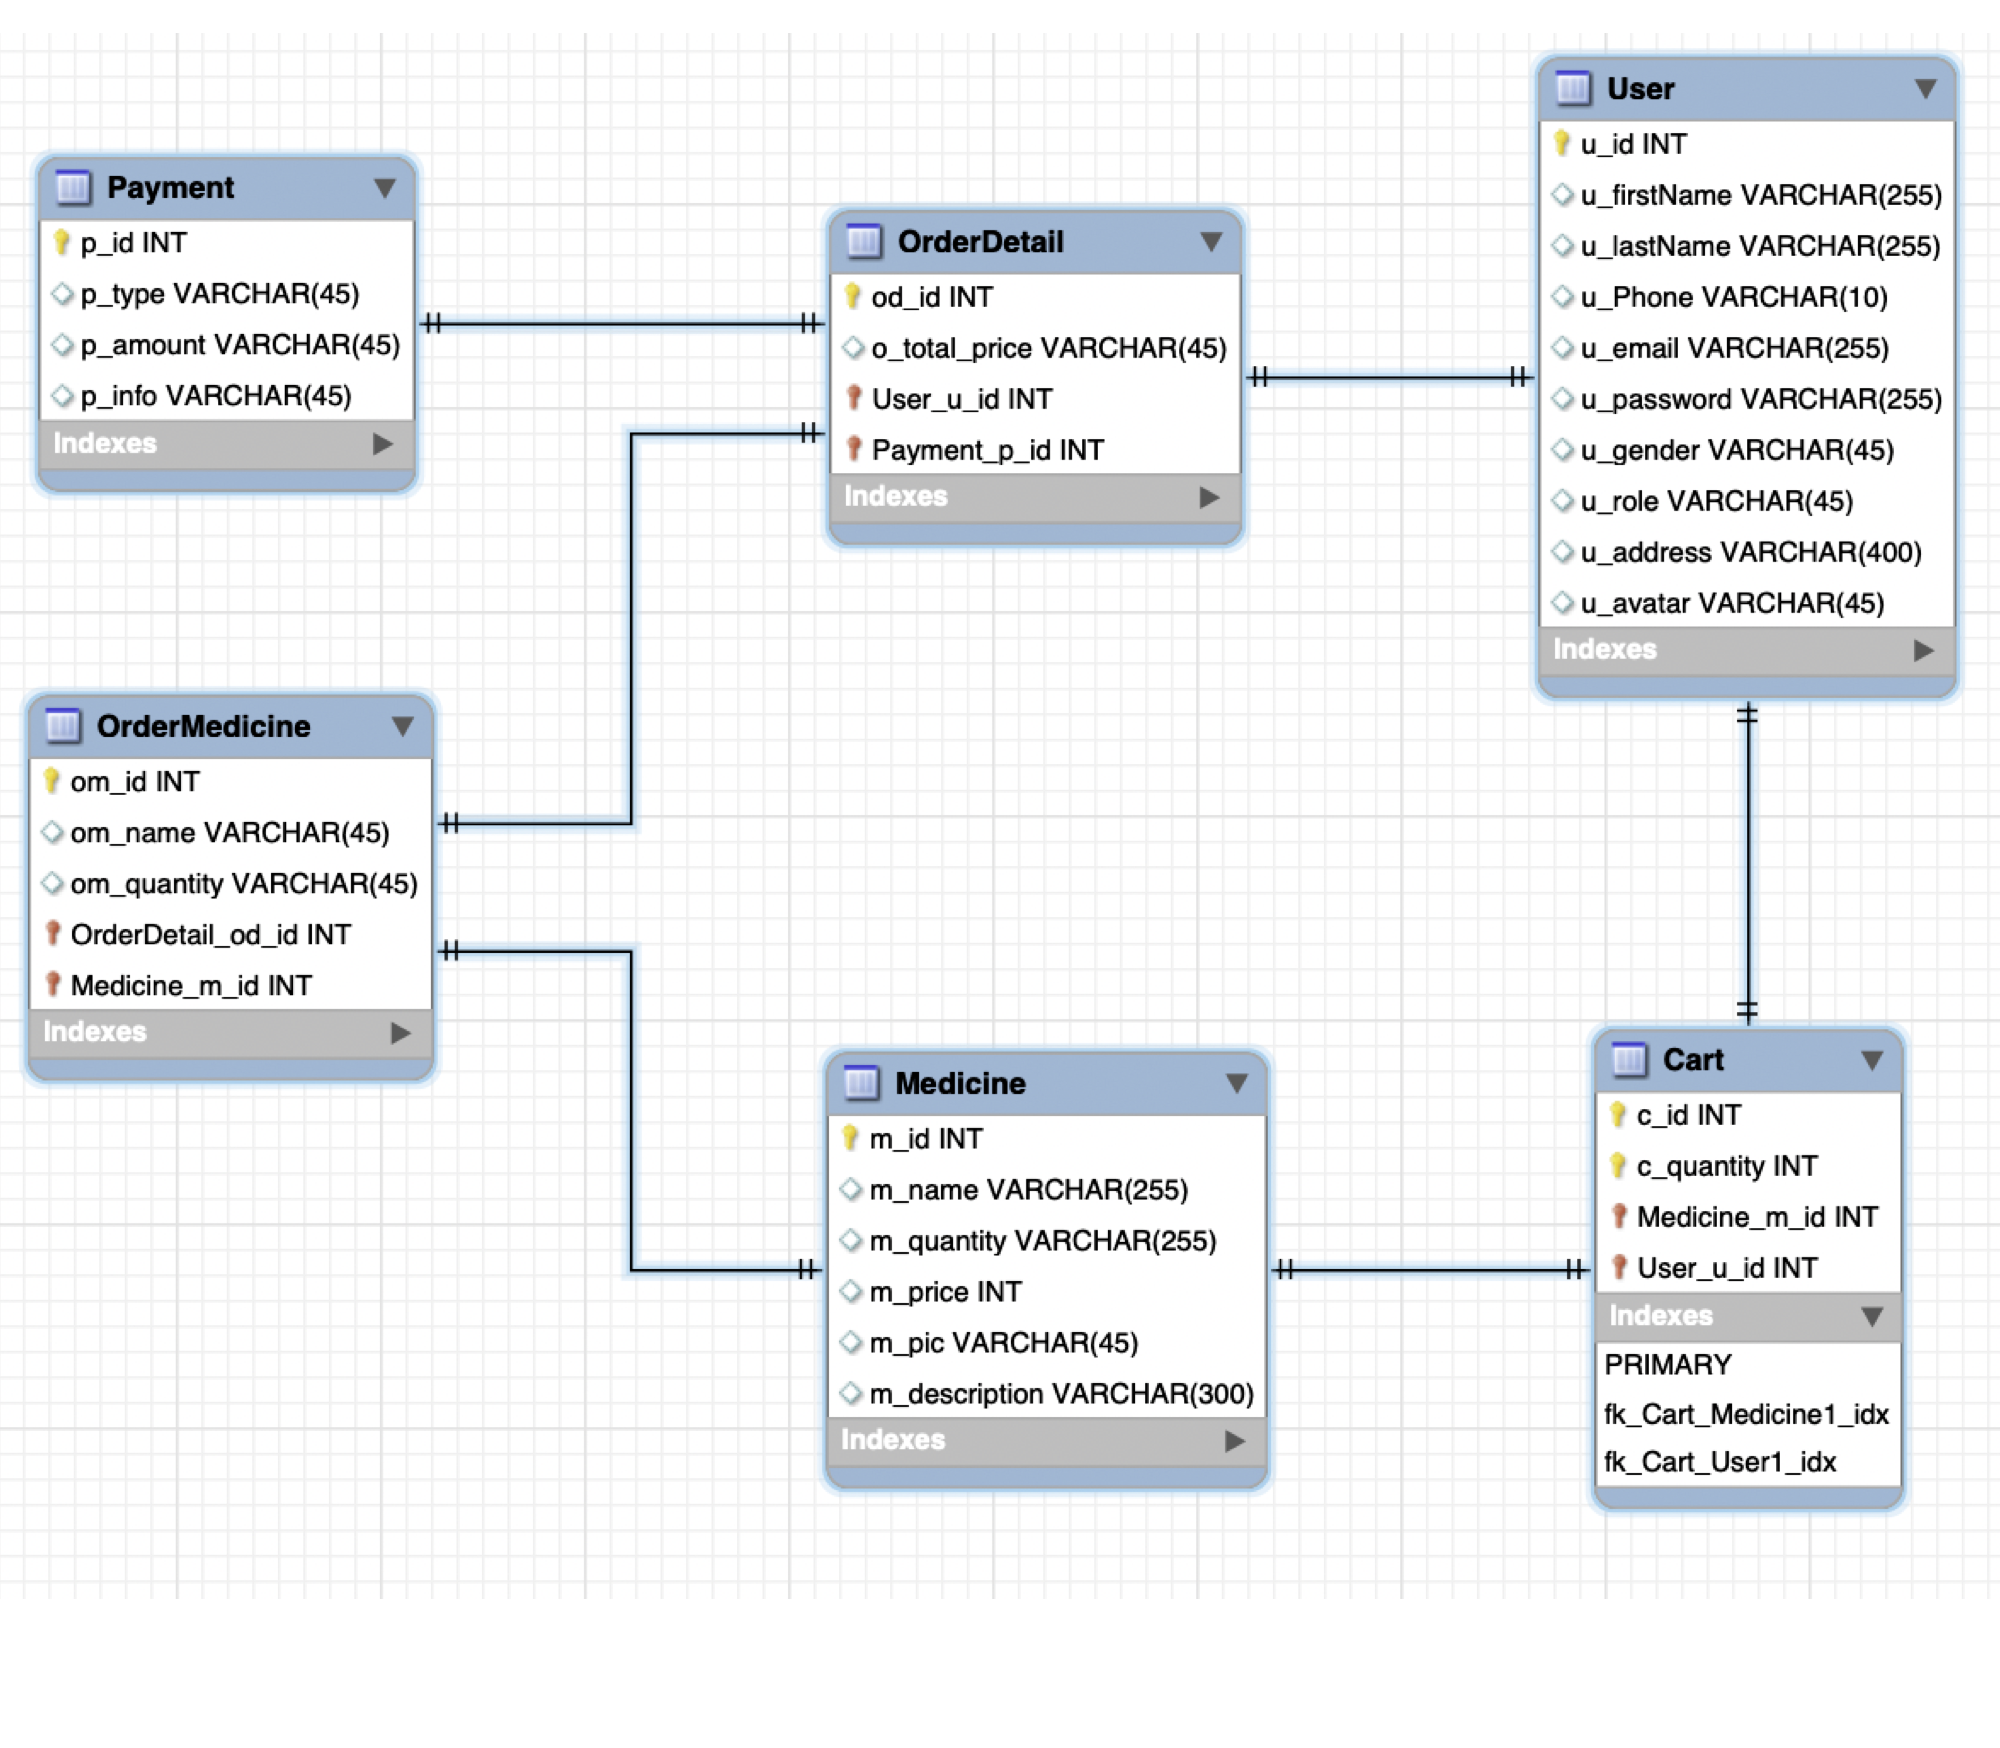 Payment
p_id INT
p_type VARCHAR(45)
p_amount VARCHAR(45)
p_info VARCHAR(45)
Indexes
OrderDetail
od_id INT
o_total_price VARCHAR(45)
User_u_id INT
Payment_p_id INT
Indexes
User
u_id INT
u_firstName VARCHAR(255)
u_lastName VARCHAR(255)
u_Phone VARCHAR(10)
u_email VARCHAR(255)
u_password VARCHAR(255)
u_gender VARCHAR(45)
u_role VARCHAR(45)
u_address VARCHAR(400)
u_avatar VARCHAR(45)
Indexes
OrderMedicine
om_id INT
om_name VARCHAR(45)
om_quantity VARCHAR(45)
OrderDetail_od_id INT
Medicine_m_id INT
Indexes
Medicine
m_id INT
m_name VARCHAR(255)
m_quantity VARCHAR(255)
m_price INT
m_pic VARCHAR(45)
m_description VARCHAR(300)
Indexes
Cart
c_id INT
c_quantity INT
Medicine_m_id INT
User_u_id INT
Indexes
PRIMARY
fk_Cart_Medicine1_idx
fk_Cart_User1_idx